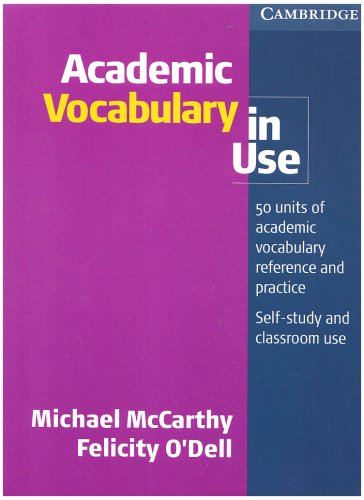 CAMBRIDGE
Academic
Vocabulary
in
Use
50 units of
academic
vocabulary
reference and
practice
Self-study and
classroom use
Michael McCarthy
Felicity O'Dell